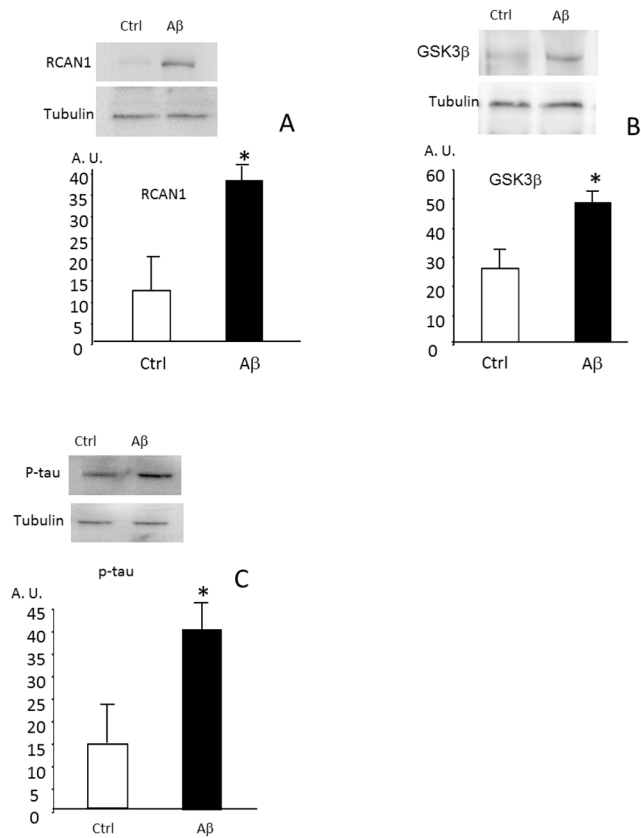 Ctrl Aβ
RCAN1
Tubulin
A
A. U.
RCAN1
*
40
35
30
25
20
15
10
5
0
Ctrl Aβ
Ctrl Aβ
GSK3β
Tubulin
B
A. U.
GSK3β
*
60
50
40
30
20
10
0
Ctrl Aβ
Ctrl Aβ
P-tau
Tubulin
p-tau
C
A. U.
*
45
40
45
30
25
20
15
10
5
0
Ctrl Aβ